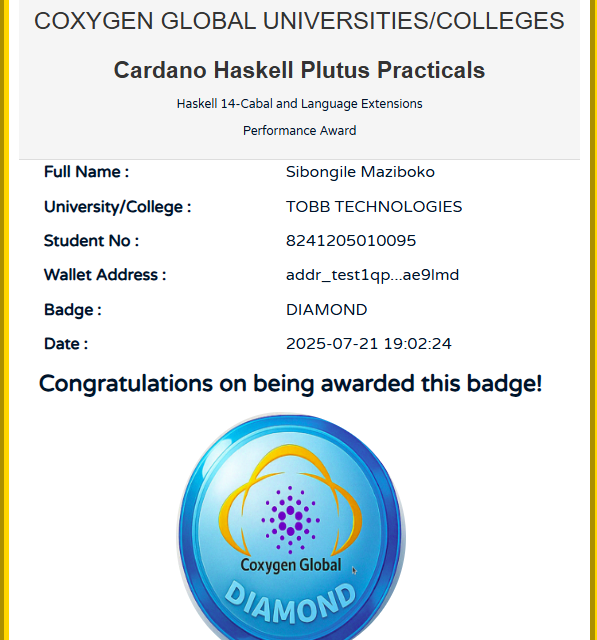 COXYGEN GLOBAL UNIVERSITIES/COLLEGES
Cardano Haskell Plutus Practicals
Haskell 14-Cabal and Language Extensions
Performance Award
Full Name : Sibongile Maziboko
University/College : TOBB TECHNOLOGIES
Student No : 8241205010095
Wallet Address : addr_test1qp...ae9lmd
Badge : DIAMOND
Date : 2025-07-21 19:02:24
Congratulations on being awarded this badge!
Coxygen Global
DIAMOND